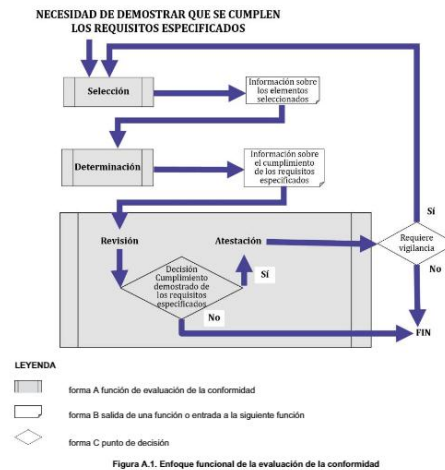 NECESIDAD DE DEMOSTRAR QUE SE CUMPLEN
LOS REQUISITOS ESPECIFICADOS
Selección
Información sobre
los elementos
seleccionados
Determinación
Información sobre
el cumplimiento
de los requisitos
especificados
Revisión
Atestación
Decisión
Cumplimiento
demostrado de
los requisitos
especificados
Sí
No
Requiere
vigilancia
Sí
No
FIN
LEYENDA
forma A función de evaluación de la conformidad
forma B salida de una función o entrada a la siguiente función
forma C punto de decisión
Figura A.1. Enfoque funcional de la evaluación de la conformidad